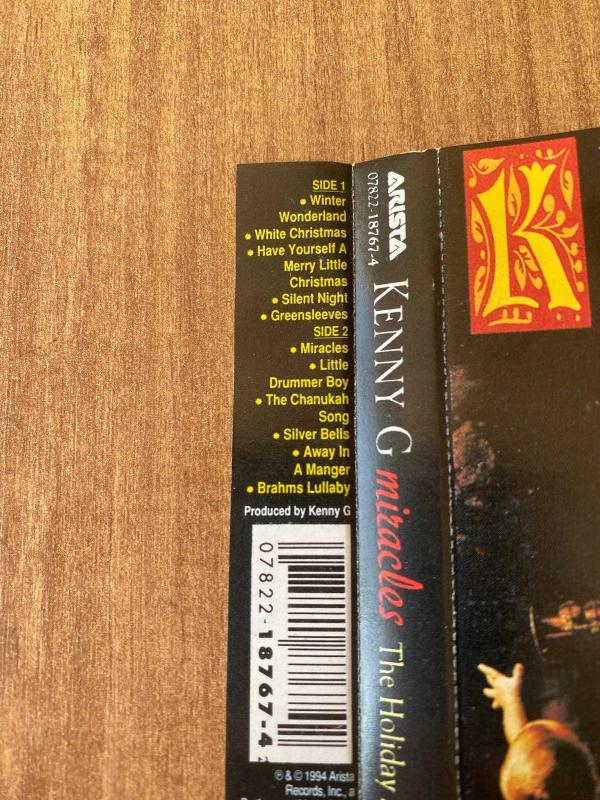 SIDE 1
• Winter
Wonderland
• White Christmas
• Have Yourself A
Merry Little
Christmas
• Silent Night
• Greensleeves
SIDE 2
• Miracles
• Little
Drummer Boy
• The Chanukah
Song
• Silver Bells
• Away In
A Manger
• Brahms Lullaby
Produced by Kenny G
07822-18767-4
℗ & © 1994 Arista
Records, Inc., a
ARISTA
07822-18767-4
KENNY G miracles The Holiday
K